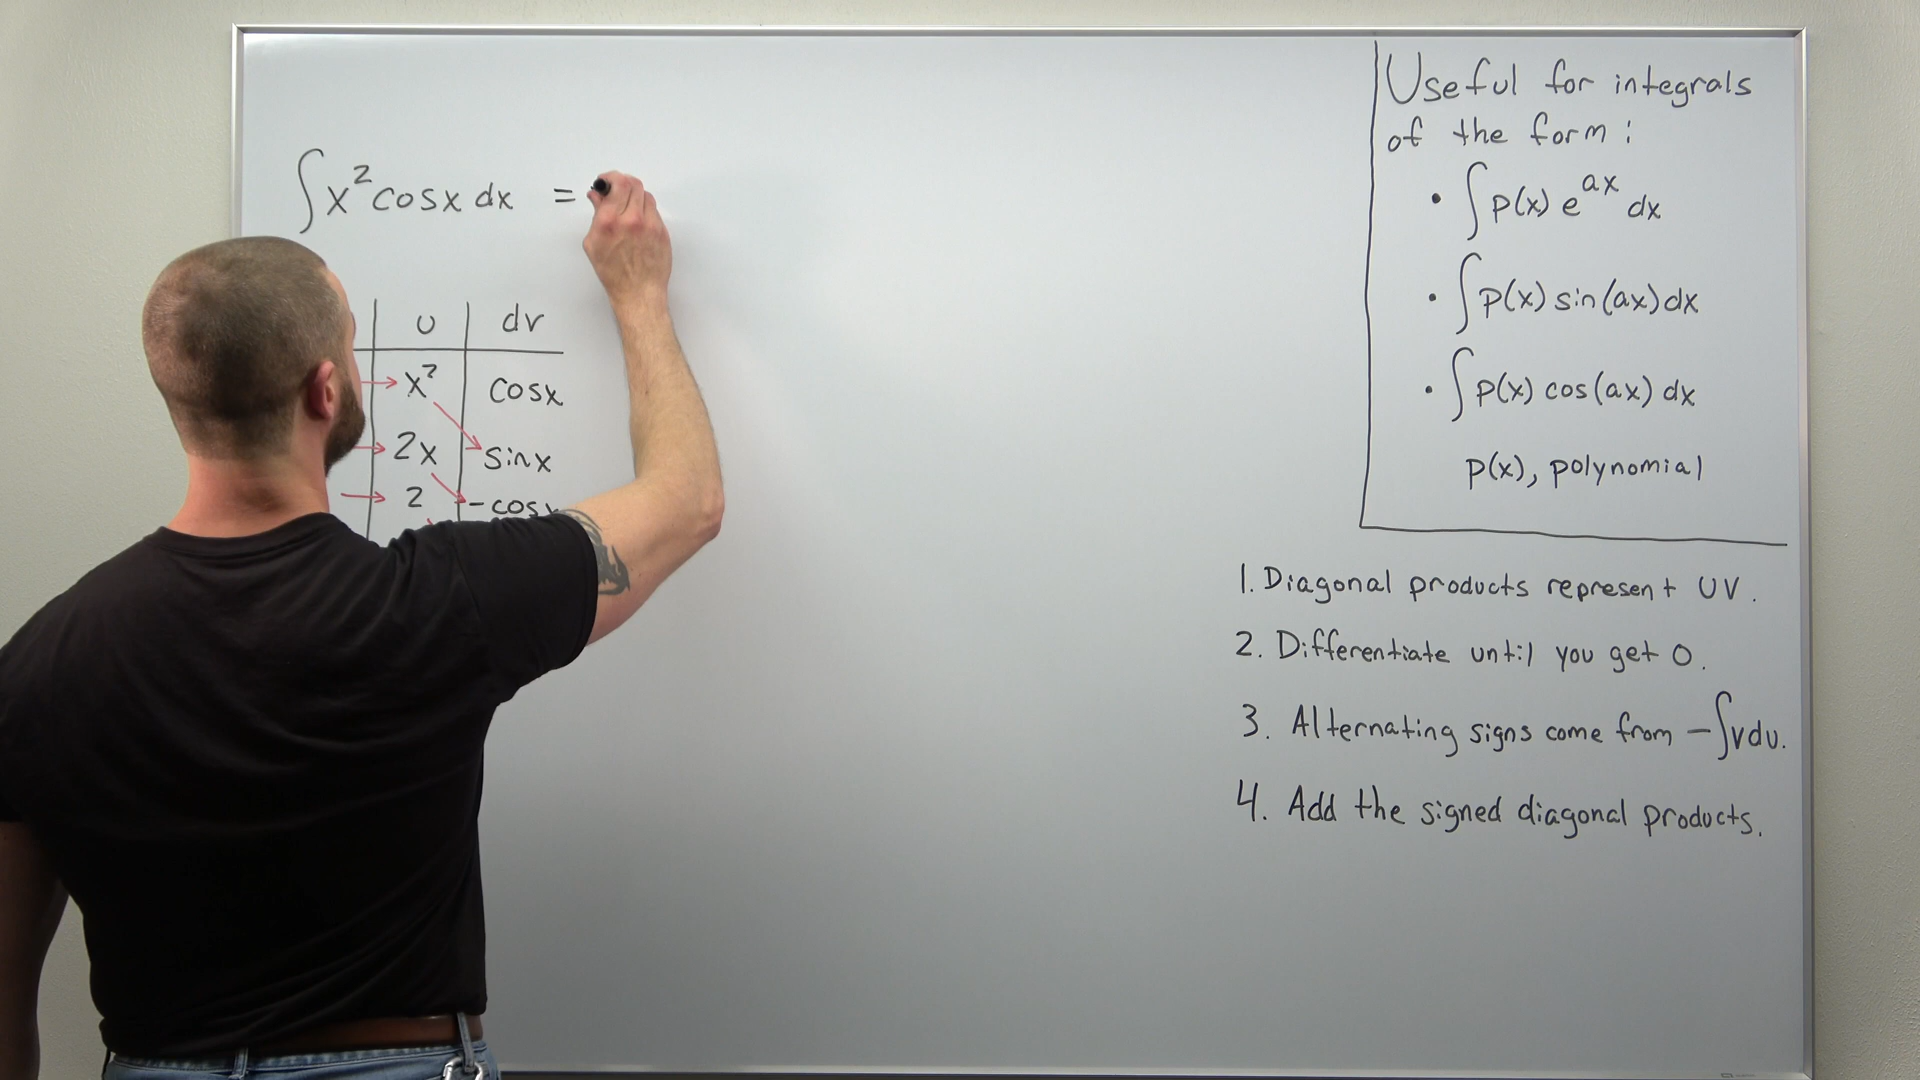 ∫x² cosx dx =
u dv
x² cosx
2x sinx
2 -cosx
Useful for integrals
of the form:
• ∫p(x) e^{ax} dx
• ∫p(x) sin(ax) dx
• ∫p(x) cos(ax) dx
p(x), polynomial
1. Diagonal products represent uv.
2. Differentiate until you get 0.
3. Alternating signs come from -∫vdu.
4. Add the signed diagonal products.